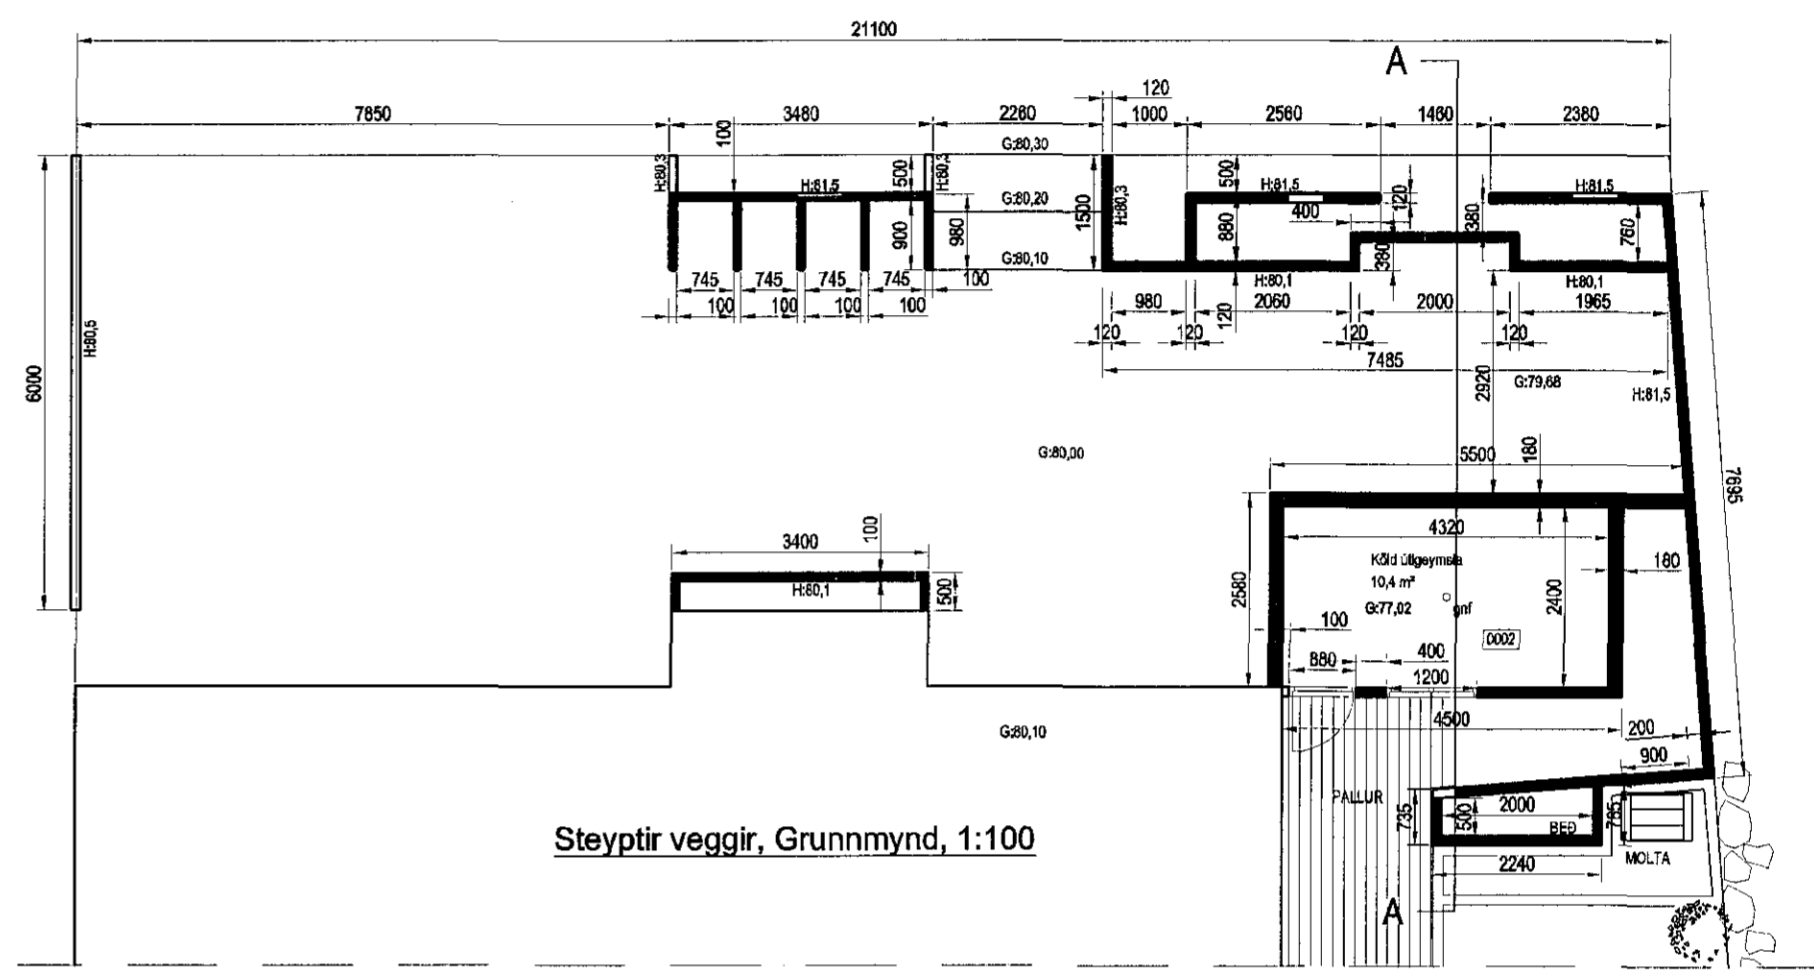 21100
A
120
7850
3480
2260
1000
2560
1460
2380
100
G:80,30
H:80,3
H:81,5
500
H:80,3
G:80,20
1500
H:80,3
500
H:81,5
400
120
380
H:81,5
900
980
G:80,10
880
380
760
745
745
745
745
100
H:80,1
H:80,1
100
100
100
100
980
2060
2000
1965
120
120
120
120
120
7485
H:80,5
6000
2920
G:79,68
H:81,5
G:80,00
5500
180
7695
3400
100
4320
Köld útigeymsla
10,4 m²
G:77,02
gnf
0002
180
H:80,1
500
2580
2400
100
880
400
1200
G:80,10
4500
200
900
PALLUR
735
500
2000
BEÐ
765
MOLTA
2240
Steyptir veggir, Grunnmynd, 1:100
A